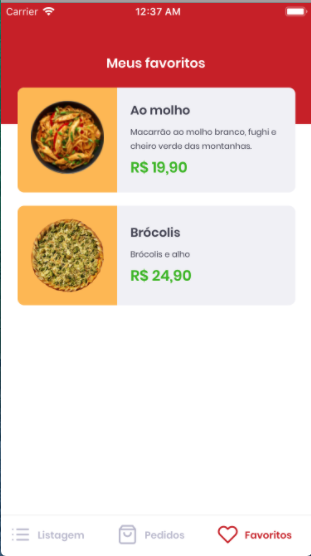 Carrier 12:37 AM
Meus favoritos
Ao molho
Macarrão ao molho branco, fughi e
cheiro verde das montanhas.
R$ 19,90
Brócolis
Brócolis e alho
R$ 24,90
Listagem Pedidos Favoritos